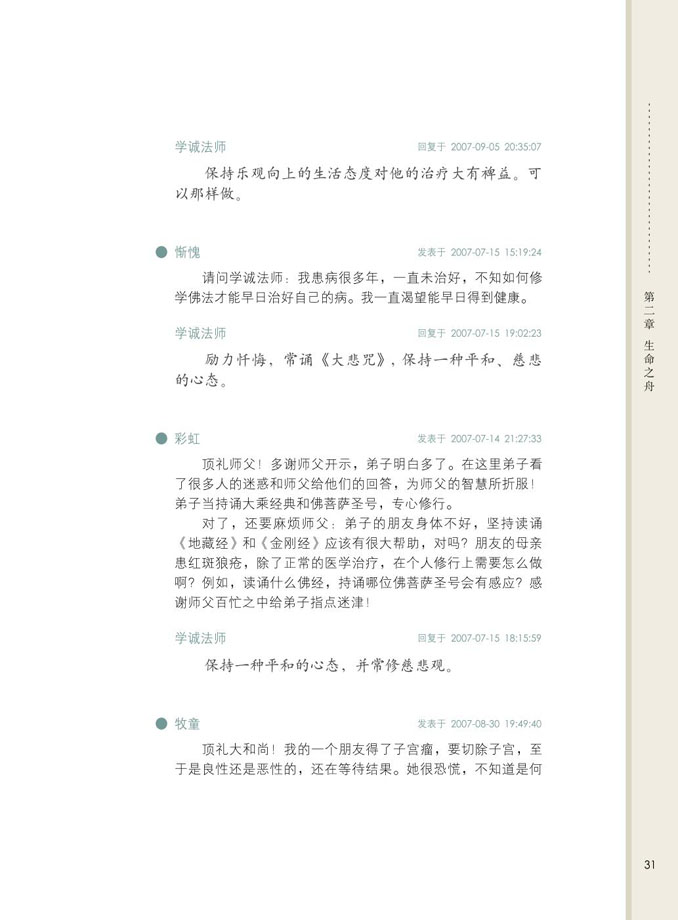 学诚法师 回复于 2007-09-05 20:35:07
保持乐观向上的生活态度对他的治疗大有裨益。可
以那样做。
惭愧 发表于 2007-07-15 15:19:24
请问学诚法师：我患病很多年，一直未治好，不知如何修
学佛法才能早日治好自己的病。我一直渴望能早日得到健康。
学诚法师 回复于 2007-07-15 19:02:23
励力忏悔，常诵《大悲咒》，保持一种平和、慈悲
的心态。
彩虹 发表于 2007-07-14 21:27:33
顶礼师父！多谢师父开示，弟子明白多了。在这里弟子看
了很多人的迷惑和师父给他们的回答，为师父的智慧所折服！
弟子当持诵大乘经典和佛菩萨圣号，专心修行。
对了，还要麻烦师父：弟子的朋友身体不好，坚持读诵
《地藏经》和《金刚经》应该有很大帮助，对吗？朋友的母亲
患红斑狼疮，除了正常的医学治疗，在个人修行上需要怎么做
啊？例如，读诵什么佛经，持诵哪位佛菩萨圣号会有感应？感
谢师父百忙之中给弟子指点迷津！
学诚法师 回复于 2007-07-15 18:15:59
保持一种平和的心态，并常修慈悲观。
牧童 发表于 2007-08-30 19:49:40
顶礼大和尚！我的一个朋友得了子宫瘤，要切除子宫，至
于是良性还是恶性的，还在等待结果。她很恐慌，不知道是何
第二章 生命之舟
31